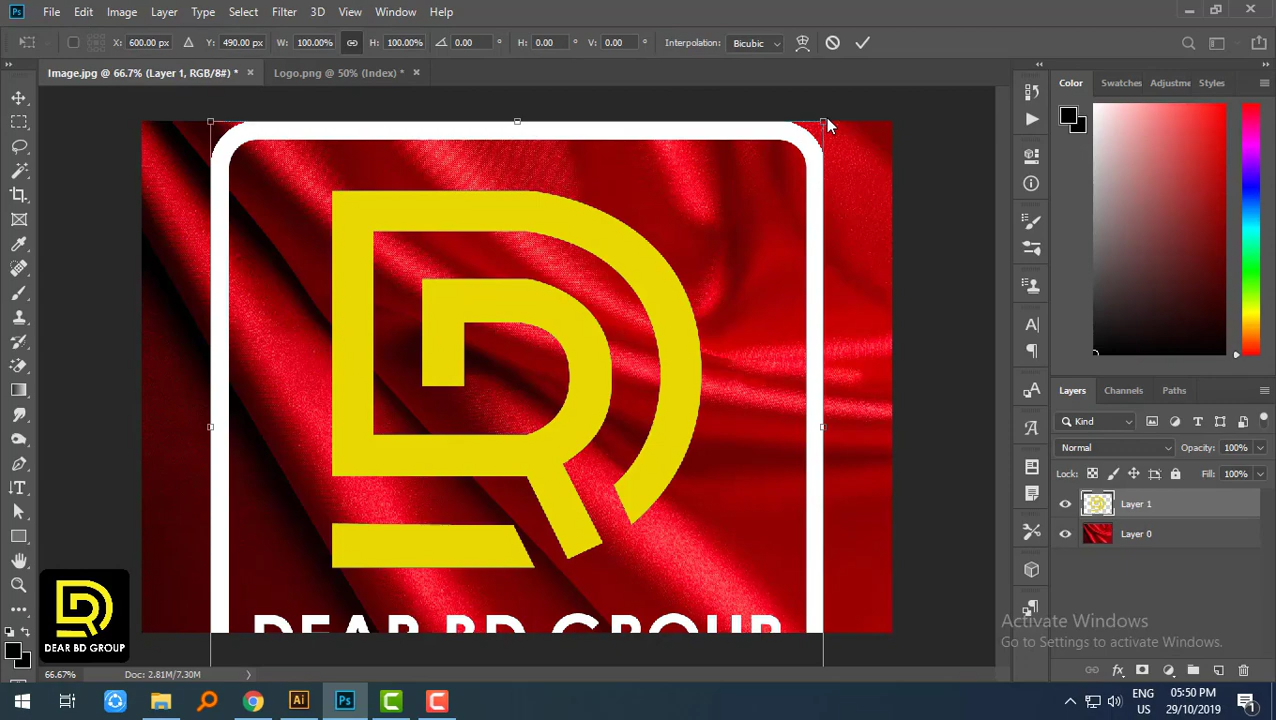 Ps File Edit Image Layer Type Select Filter 3D View Window Help
X: 600.00 px Y: 490.00 px W: 100.00% H: 100.00% 0.00 ° H: 0.00 ° V: 0.00 ° Interpolation: Bicubic
Image.jpg @ 66.7% (Layer 1, RGB/8#) * × Logo.png @ 50% (Index) * ×
Color Swatches Adjustme Styles
Layers Channels Paths
Kind
Normal Opacity: 100%
Lock: Fill: 100%
Layer 1
Layer 0
DEAR BD GROUP
DEAR BD GROUP
Activate Windows
Go to Settings to activate Windows.
66.67% Doc: 2.81M/7.30M
Ai Ps C C
ENG
US
05:50 PM
29/10/2019
1